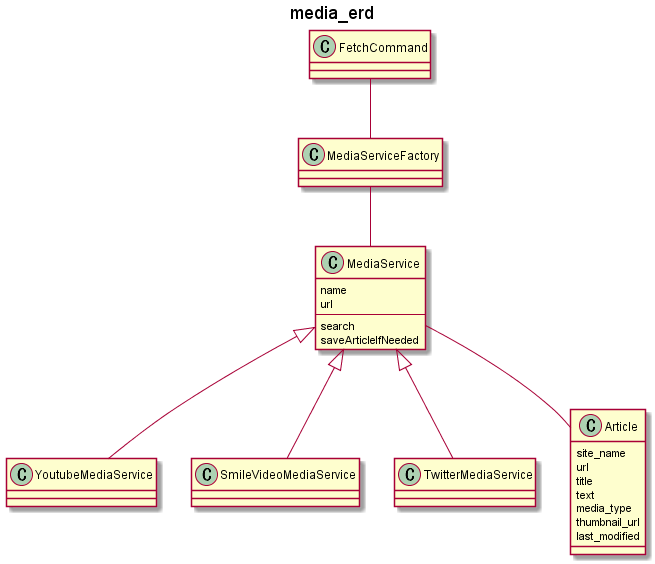 media_erd
C FetchCommand
C MediaServiceFactory
C MediaService
name
url
search
saveArticleIfNeeded
C YoutubeMediaService
C SmileVideoMediaService
C TwitterMediaService
C Article
site_name
url
title
text
media_type
thumbnail_url
last_modified